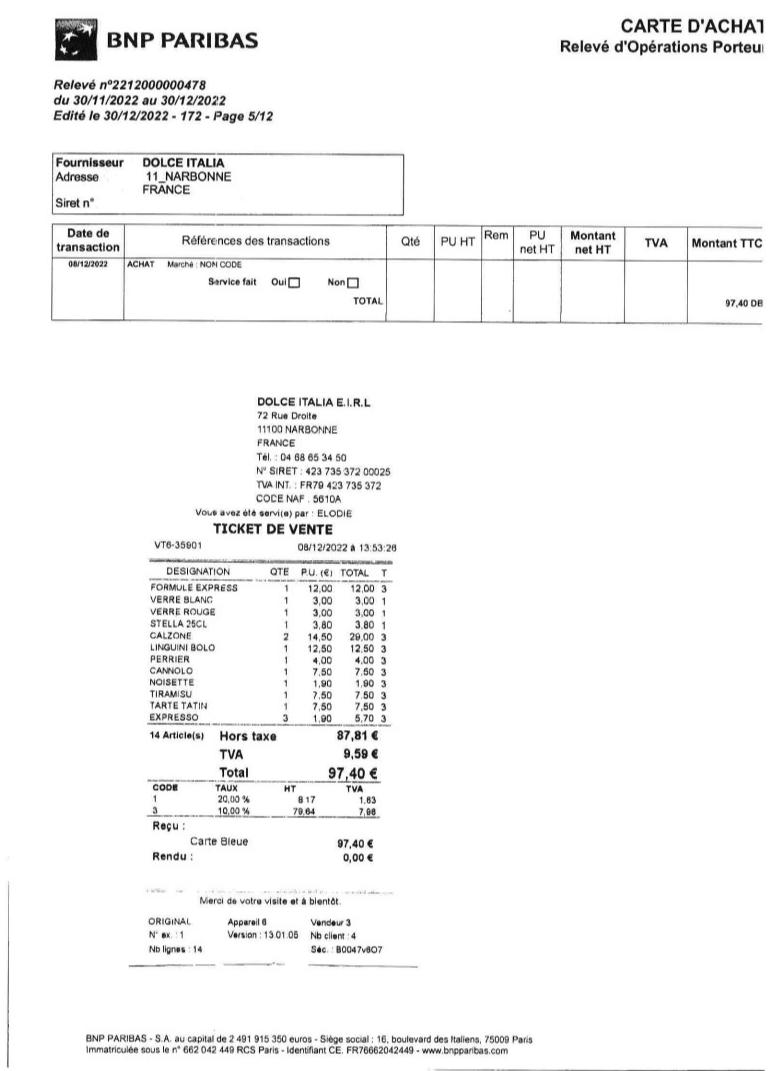 BNP PARIBAS
CARTE D'ACHAT
Relevé d'Opérations Porteu
Relevé n°2212000000478
du 30/11/2022 au 30/12/2022
Edité le 30/12/2022 - 172 - Page 5/12
Fournisseur DOLCE ITALIA
Adresse 11_NARBONNE
FRANCE
Siret n°
Date de transaction Références des transactions Qté PU HT Rem PU net HT Montant net HT TVA Montant TTC
08/12/2022 ACHAT Marché : NON CODE
Service fait Oui Non
TOTAL 97,40 DB
DOLCE ITALIA E.I.R.L
72 Rue Droite
11100 NARBONNE
FRANCE
Tél. : 04 68 65 34 50
N° SIRET : 423 735 372 00025
TVA INT. : FR79 423 735 372
COCE NAF : 5610A
Vous avez été servi(e) par : ELODIE
TICKET DE VENTE
VT6-35901 08/12/2022 à 13:53:26
DESIGNATION QTE P.U. (€) TOTAL T
FORMULE EXPRESS 1 12,00 12,00 3
VERRE BLANC 1 3,00 3,00 1
VERRE ROUGE 1 3,00 3,00 1
STELLA 25CL 1 3,80 3,80 1
CALZONE 2 14,50 29,00 3
LINGUINI BOLO 1 12,50 12,50 3
PERRIER 1 4,00 4,00 3
CANNOLO 1 7,50 7,50 3
NOISETTE 1 1,90 1,90 3
TIRAMISU 1 7,50 7,50 3
TARTE TATIN 1 7,50 7,50 3
EXPRESSO 3 1,90 5,70 3
14 Article(s) Hors taxe 87,81 €
TVA 9,59 €
Total 97,40 €
CODE TAUX HT TVA
1 20,00 % 8 17 1,63
3 10,00 % 79,64 7,96
Reçu :
Carte Bleue 97,40 €
Rendu : 0,00 €
Merci de votre visite et à bientôt.
ORIGINAL Appareil 6 Vendeur 3
N° ex. : 1 Version : 13.01.05 Nb client : 4
Nb lignes : 14 Séc. : B0047v6O7
BNP PARIBAS - S.A. au capital de 2 491 915 350 euros - Siège social : 16, boulevard des Italiens, 75009 Paris
Immatriculée sous le n° 662 042 449 RCS Paris - Identifiant CE. FR76662042449 - www.bnpparibas.com